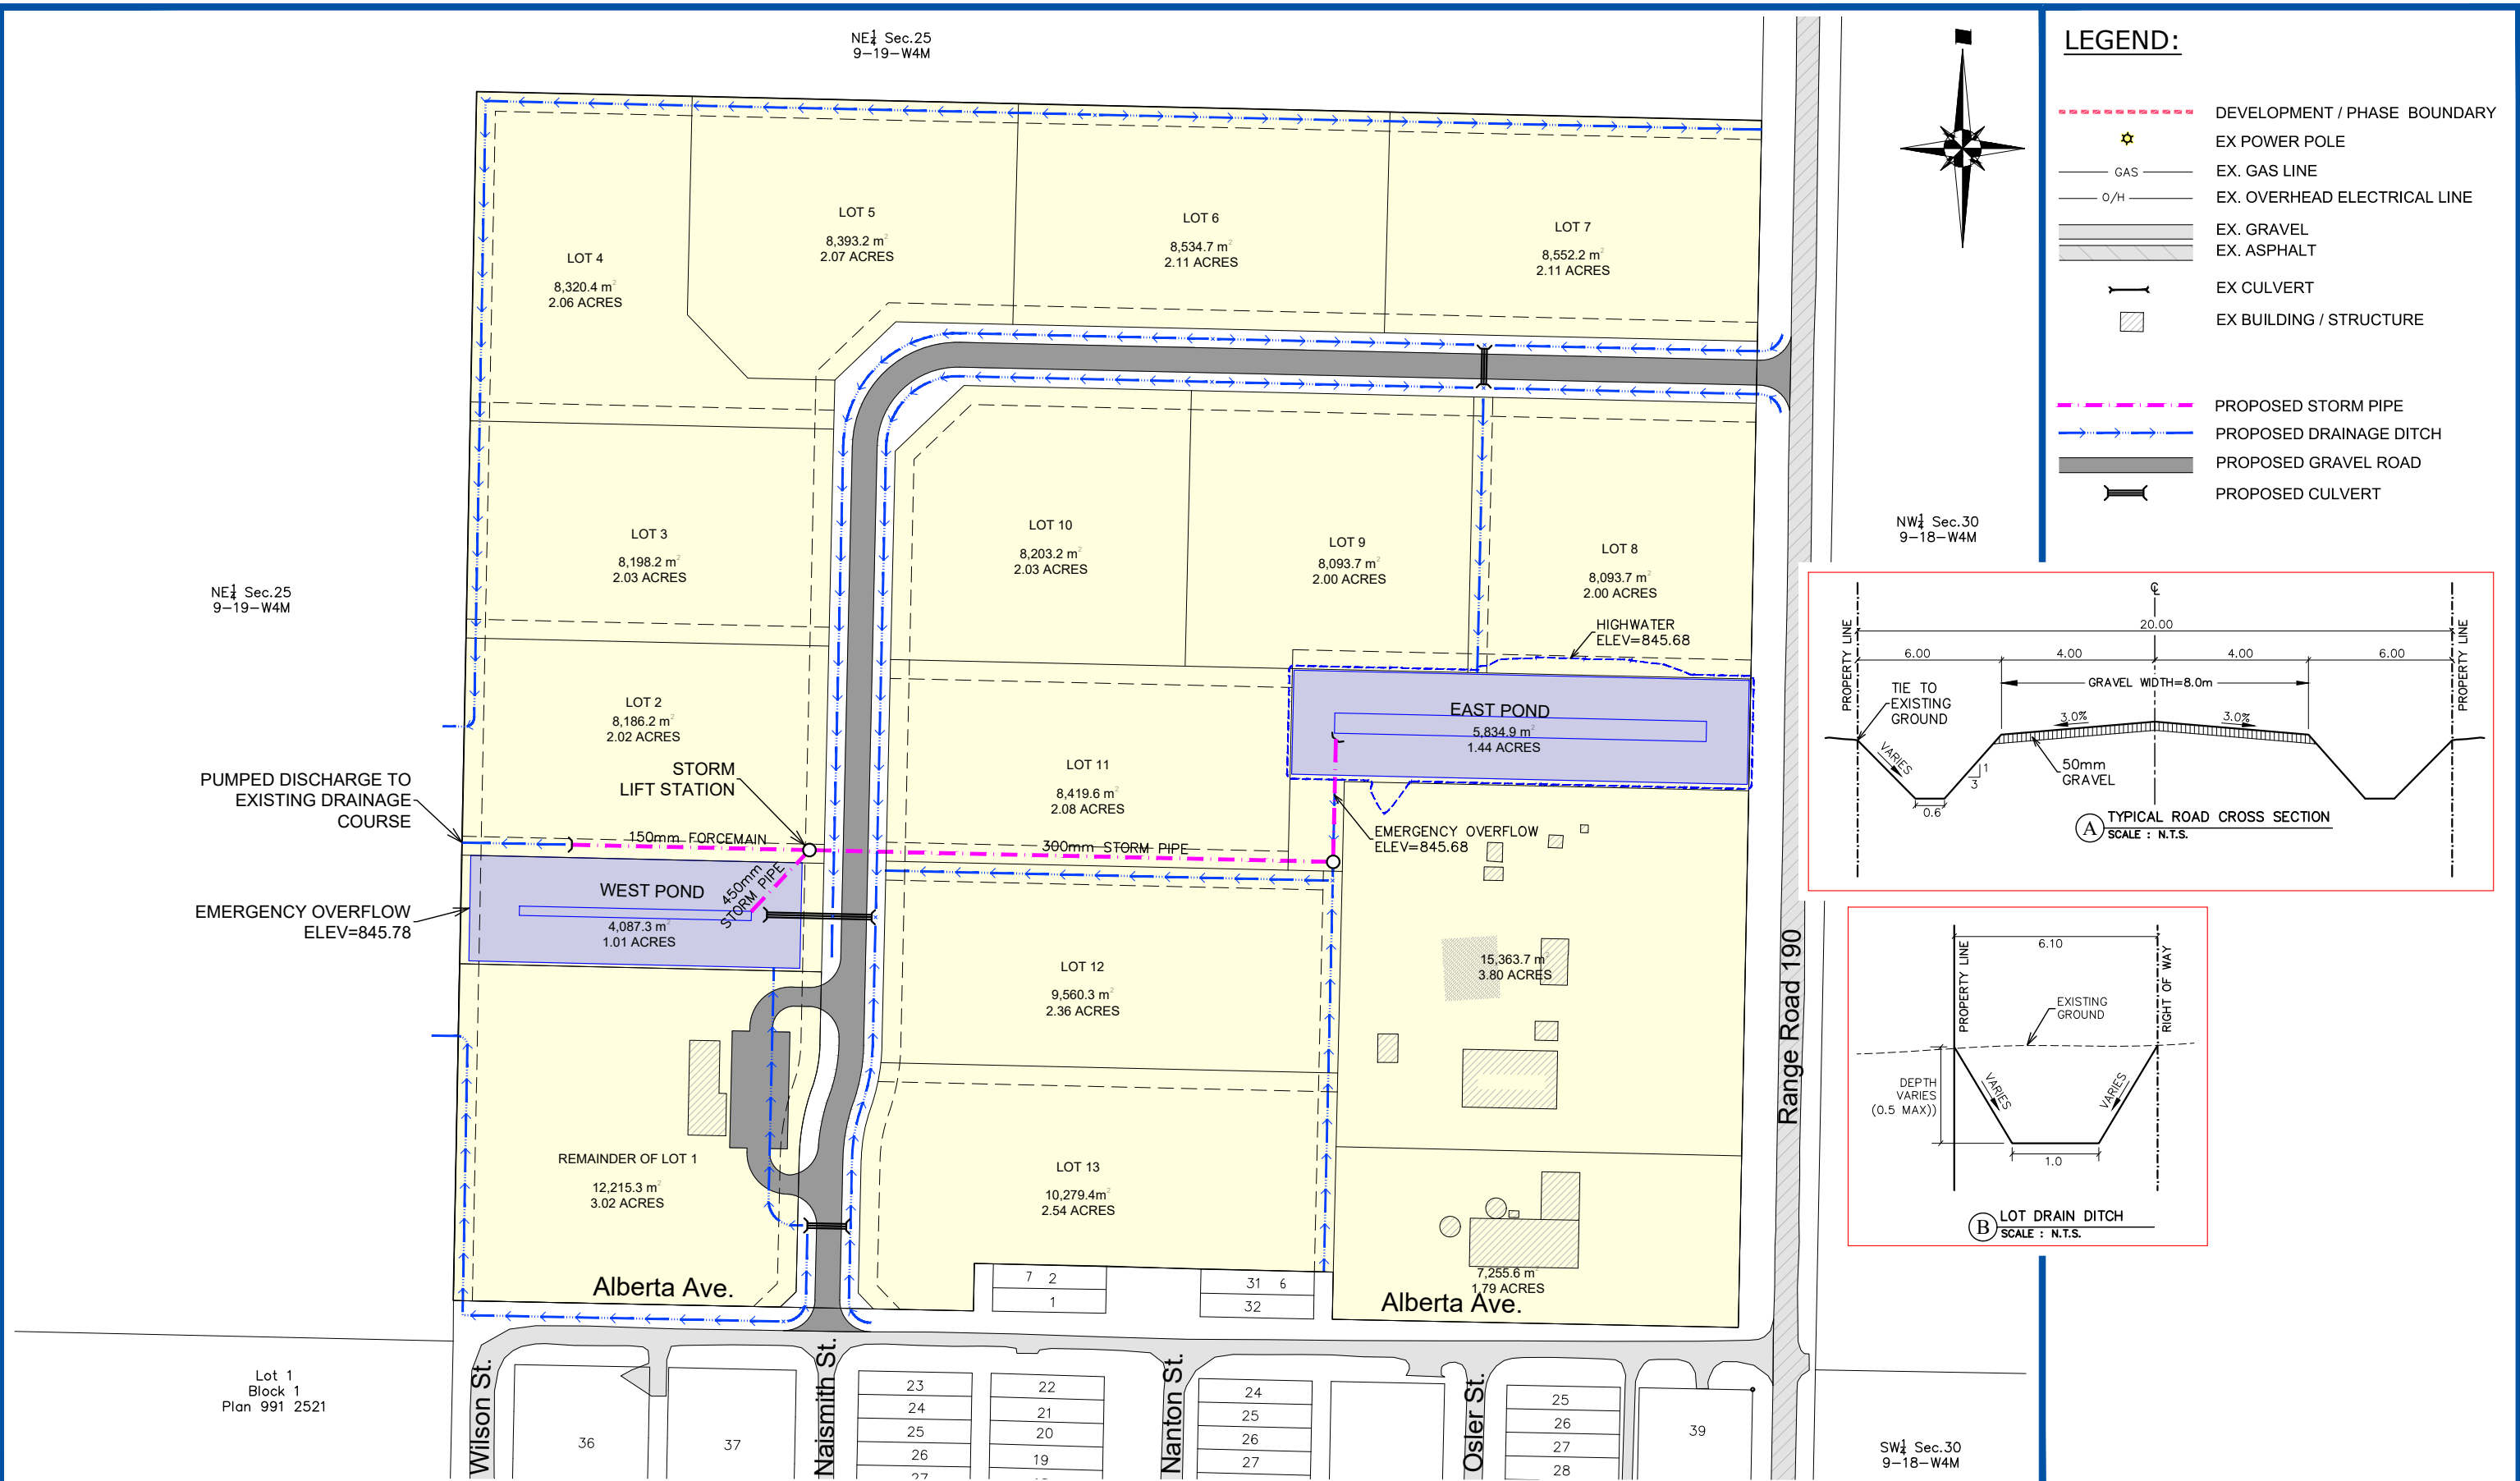 NE¼ Sec.25
9-19-W4M
LEGEND:
DEVELOPMENT / PHASE BOUNDARY
EX POWER POLE
GAS
EX. GAS LINE
O/H
EX. OVERHEAD ELECTRICAL LINE
EX. GRAVEL
EX. ASPHALT
EX CULVERT
EX BUILDING / STRUCTURE
PROPOSED STORM PIPE
PROPOSED DRAINAGE DITCH
PROPOSED GRAVEL ROAD
PROPOSED CULVERT
LOT 4
8,320.4 m²
2.06 ACRES
LOT 5
8,393.2 m²
2.07 ACRES
LOT 6
8,534.7 m²
2.11 ACRES
LOT 7
8,552.2 m²
2.11 ACRES
LOT 3
8,198.2 m²
2.03 ACRES
LOT 10
8,203.2 m²
2.03 ACRES
LOT 9
8,093.7 m²
2.00 ACRES
LOT 8
8,093.7 m²
2.00 ACRES
NE¼ Sec.25
9-19-W4M
NW¼ Sec.30
9-18-W4M
HIGHWATER
ELEV=845.68
LOT 2
8,186.2 m²
2.02 ACRES
EAST POND
5,834.9 m²
1.44 ACRES
STORM
LIFT STATION
PUMPED DISCHARGE TO
EXISTING DRAINAGE
COURSE
LOT 11
8,419.6 m²
2.08 ACRES
150mm FORCEMAIN
300mm STORM PIPE
EMERGENCY OVERFLOW
ELEV=845.68
450mm
STORM PIPE
WEST POND
4,087.3 m²
1.01 ACRES
EMERGENCY OVERFLOW
ELEV=845.78
LOT 12
9,560.3 m²
2.36 ACRES
15,363.7 m²
3.80 ACRES
Range Road 190
REMAINDER OF LOT 1
12,215.3 m²
3.02 ACRES
LOT 13
10,279.4m²
2.54 ACRES
7,255.6 m²
1.79 ACRES
Alberta Ave.
7 2
1
31 6
32
Alberta Ave.
Lot 1
Block 1
Plan 991 2521
Wilson St.
36
37
Naismith St.
23
24
25
26
27
22
21
20
19
Nanton St.
24
25
26
27
Osler St.
25
26
27
28
39
SW¼ Sec.30
9-18-W4M
℄
20.00
6.00
4.00
4.00
6.00
PROPERTY LINE
PROPERTY LINE
GRAVEL WIDTH=8.0m
TIE TO
EXISTING
GROUND
3.0%
3.0%
VARIES
1
3
50mm
GRAVEL
0.6
A
TYPICAL ROAD CROSS SECTION
SCALE : N.T.S.
6.10
PROPERTY LINE
RIGHT OF WAY
EXISTING
GROUND
DEPTH
VARIES
(0.5 MAX))
VARIES
VARIES
1.0
B
LOT DRAIN DITCH
SCALE : N.T.S.